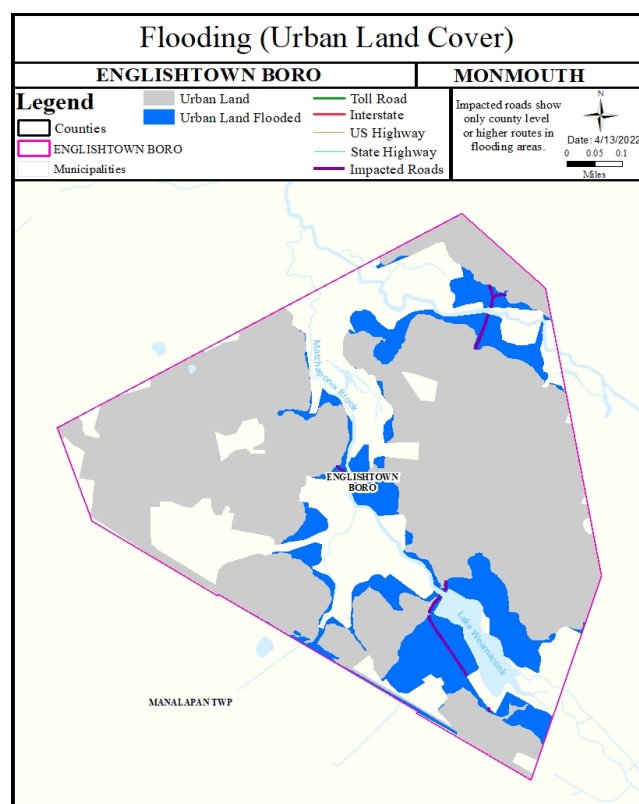 Flooding (Urban Land Cover)
ENGLISHTOWN BORO
MONMOUTH
Legend
Counties
ENGLISHTOWN BORO
Municipalities
Urban Land
Urban Land Flooded
Toll Road
Interstate
US Highway
State Highway
Impacted Roads
Impacted roads show
only county level
or higher routes in
flooding areas.
N
Date: 4/13/2022
0 0.05 0.1
Miles
Matchaponix Brook
ENGLISHTOWN
BORO
Lake Weamaconk
MANALAPAN TWP